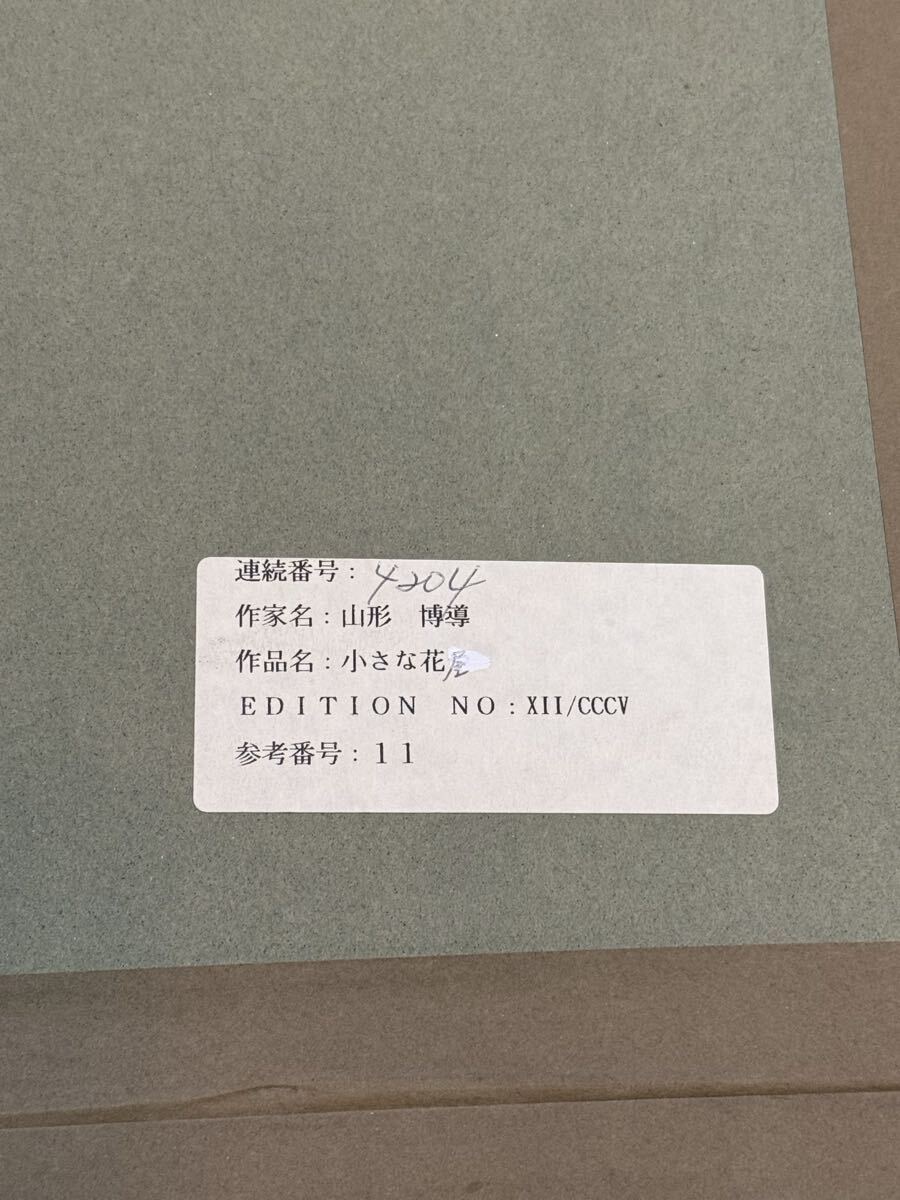 連続番号：4204
作家名：山形　博導
作品名：小さな花屋
ＥＤＩＴＩＯＮ　ＮＯ：XII/CCCV
参考番号：１１